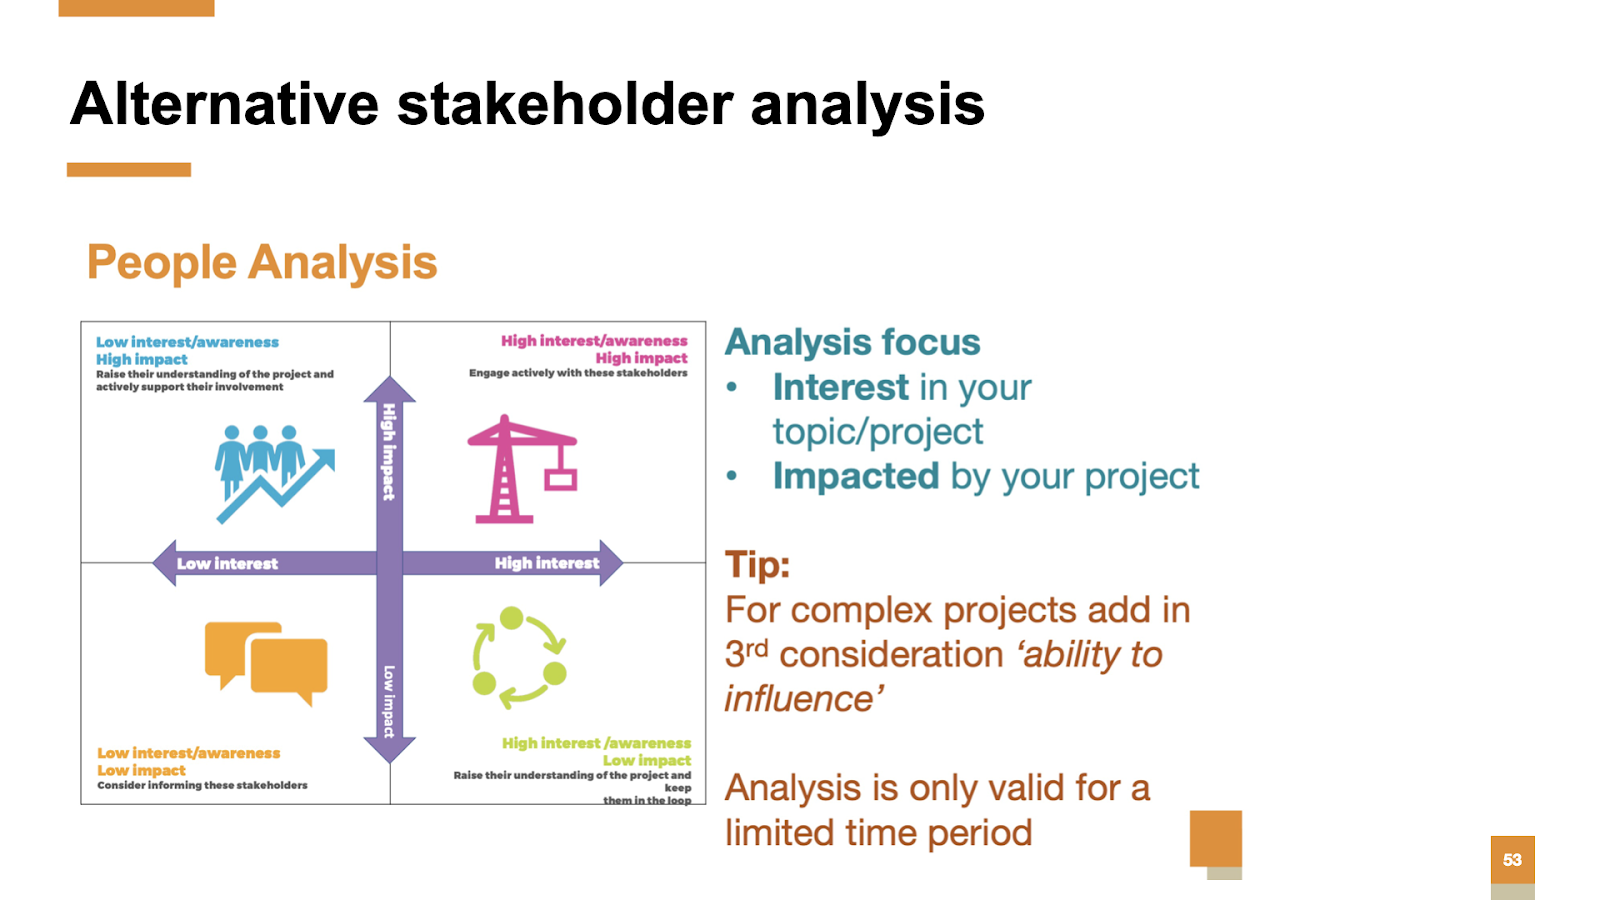 Alternative stakeholder analysis
People Analysis
Low interest/awareness
High impact
Raise their understanding of the project and
actively support their involvement
High interest/awareness
High impact
Engage actively with these stakeholders
High impact
Low interest
High interest
Low impact
Low interest/awareness
Low impact
Consider informing these stakeholders
High interest /awareness
Low impact
Raise their understanding of the project and
keep
them in the loop
Analysis focus
• Interest in your
topic/project
• Impacted by your project
Tip:
For complex projects add in
3rd consideration ‘ability to
influence’
Analysis is only valid for a
limited time period
53